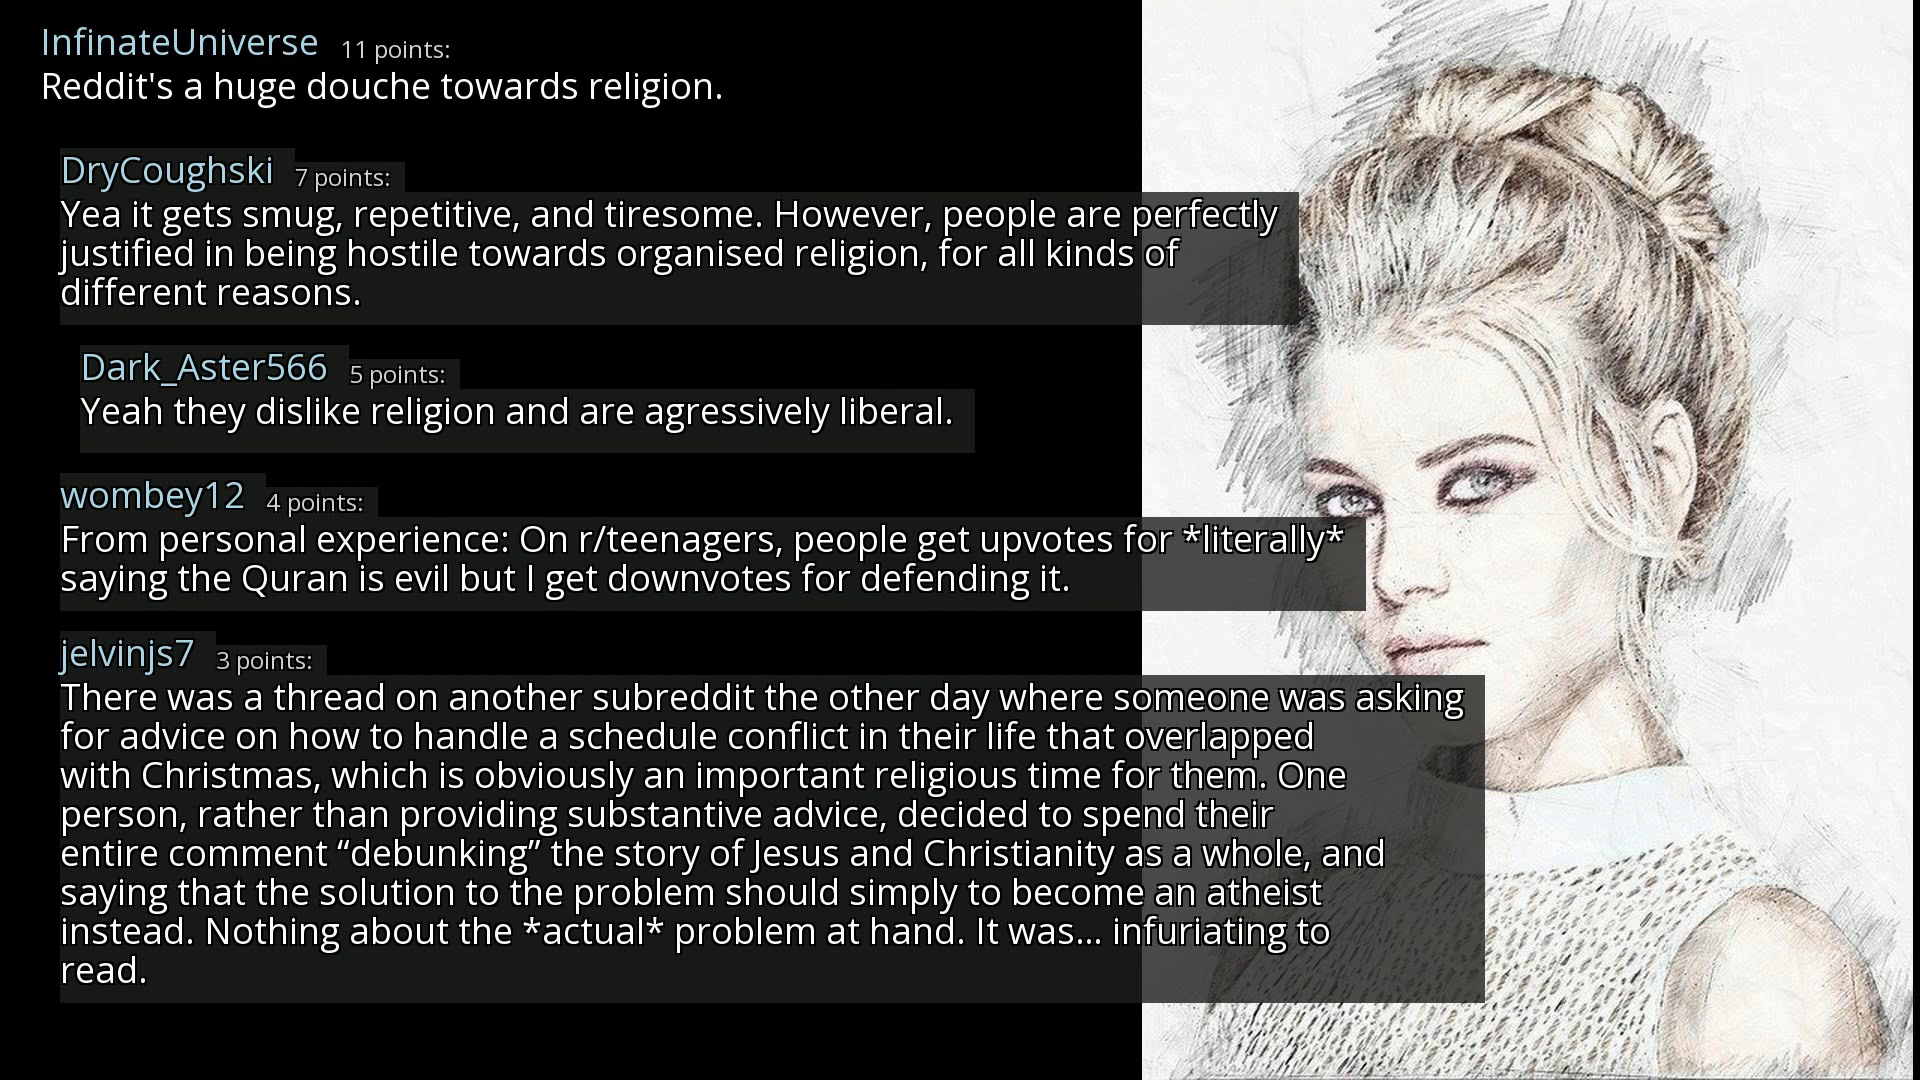 InfinateUniverse 11 points:
Reddit's a huge douche towards religion.
DryCoughski 7 points:
Yea it gets smug, repetitive, and tiresome. However, people are perfectly
justified in being hostile towards organised religion, for all kinds of
different reasons.
Dark_Aster566 5 points:
Yeah they dislike religion and are agressively liberal.
wombey12 4 points:
From personal experience: On r/teenagers, people get upvotes for *literally*
saying the Quran is evil but I get downvotes for defending it.
jelvinjs7 3 points:
There was a thread on another subreddit the other day where someone was asking
for advice on how to handle a schedule conflict in their life that overlapped
with Christmas, which is obviously an important religious time for them. One
person, rather than providing substantive advice, decided to spend their
entire comment “debunking” the story of Jesus and Christianity as a whole, and
saying that the solution to the problem should simply to become an atheist
instead. Nothing about the *actual* problem at hand. It was… infuriating to
read.